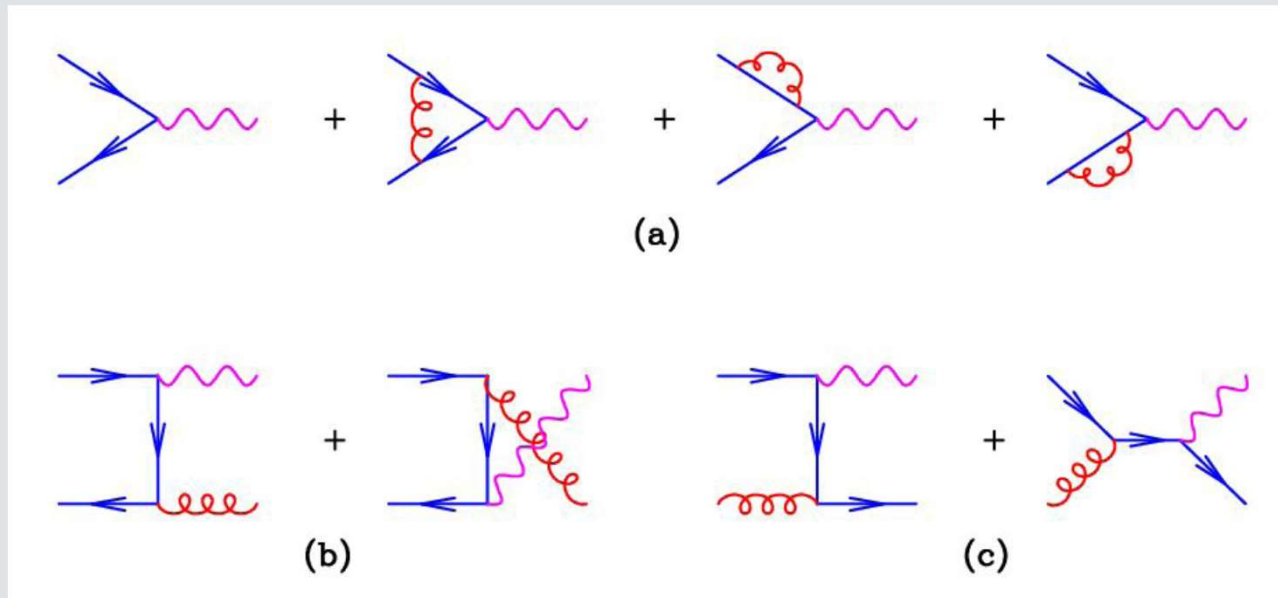 + + +
(a)
+ +
(b) (c)